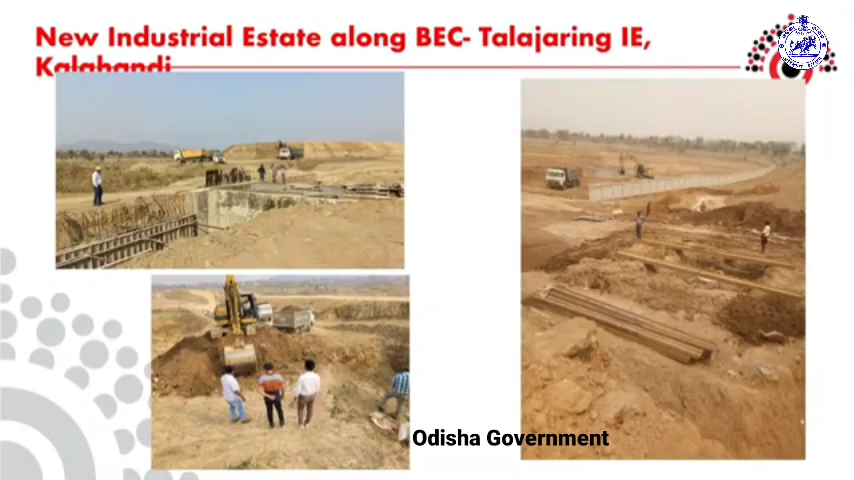 New Industrial Estate along BEC- Talajaring IE,
Kalahandi
Odisha Government